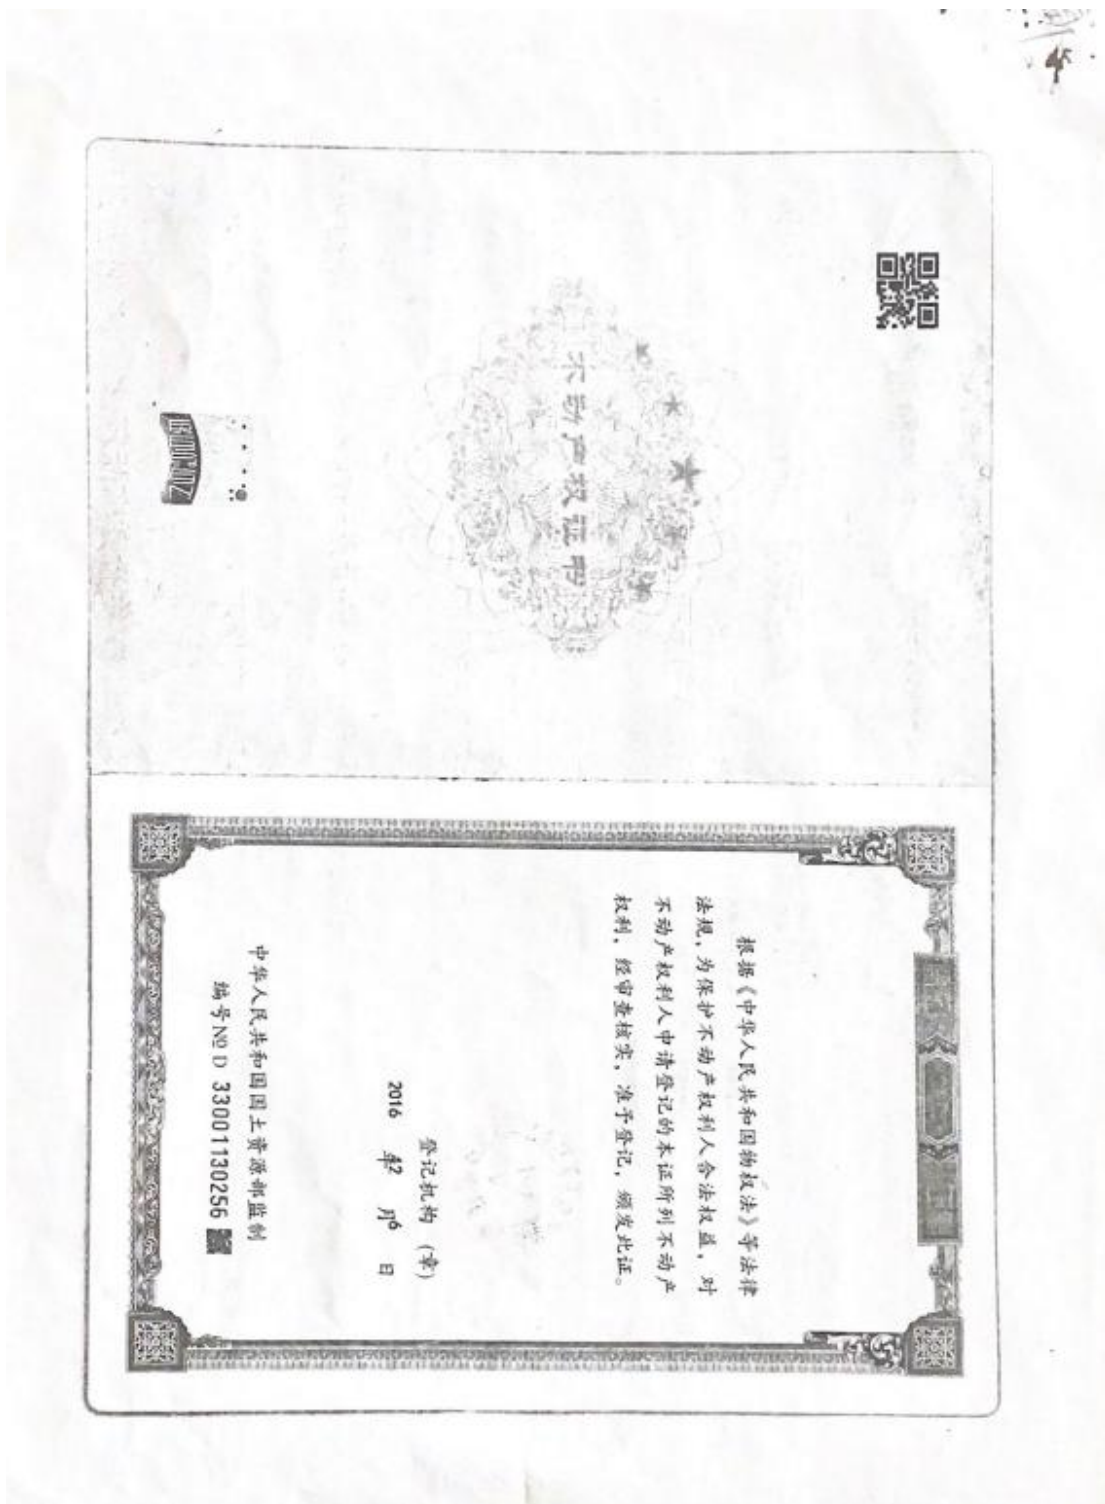 不动产权证书
根据《中华人民共和国物权法》等法律
法规，为保护不动产权利人合法权益，对
不动产权利人申请登记的本证所列不动产
权利，经审查核实，准予登记，颁发此证。
登记机构（章）
2016 年2 月6 日
中华人民共和国国土资源部监制
编号№ D 33001130256